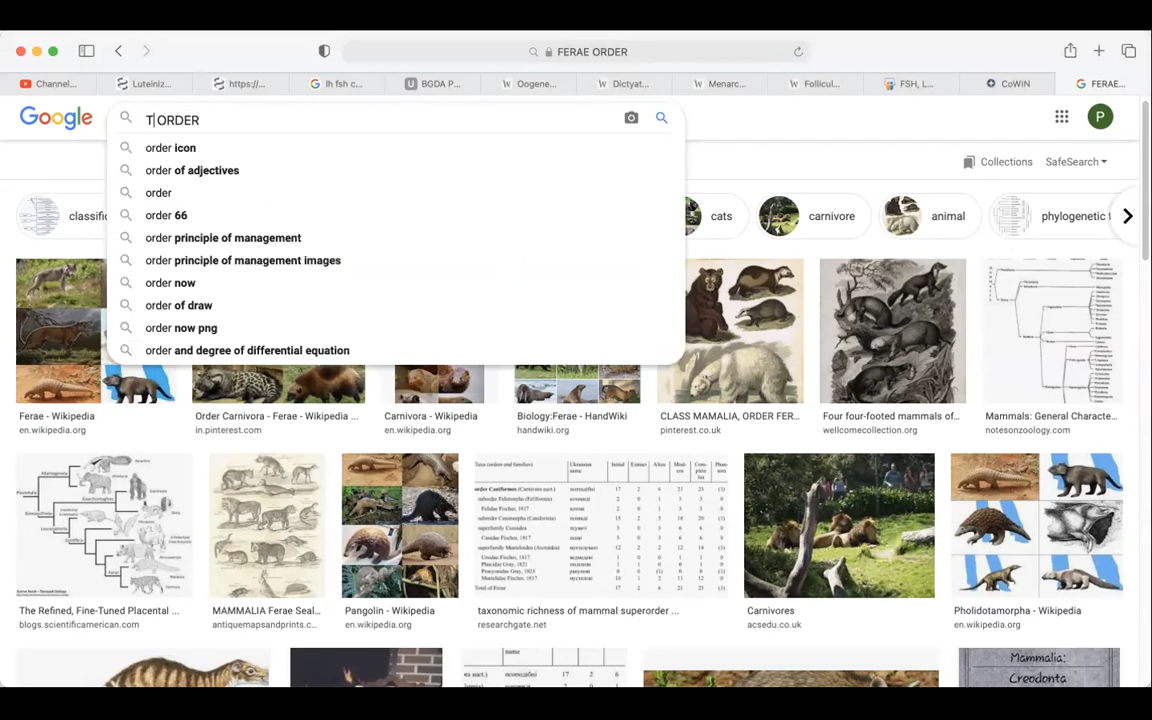 FERAE ORDER
Channel...
Luteiniz...
https://...
lh fsh c...
BGDA P...
Oogene...
Dictyat...
Menarc...
Follicul...
FSH, L...
CoWIN
FERAE...
Google
T ORDER
P
order icon
order of adjectives
order
order 66
order principle of management
order principle of management images
order now
order of draw
order now png
order and degree of differential equation
Collections
SafeSearch
classific
cats
carnivore
animal
phylogenetic t
Ferae - Wikipedia
en.wikipedia.org
Order Carnivora - Ferae - Wikipedia ...
in.pinterest.com
Carnivora - Wikipedia
en.wikipedia.org
Biology:Ferae - HandWiki
handwiki.org
CLASS MAMALIA, ORDER FER...
pinterest.co.uk
Four four-footed mammals of...
wellcomecollection.org
Mammals: General Characte...
notesonzoology.com
The Refined, Fine-Tuned Placental ...
blogs.scientificamerican.com
MAMMALIA Ferae Seal...
antiquemapsandprints.c...
Pangolin - Wikipedia
en.wikipedia.org
taxonomic richness of mammal superorder ...
researchgate.net
Carnivores
acsedu.co.uk
Pholidotamorpha - Wikipedia
en.wikipedia.org
Mammalia:
Creodonta